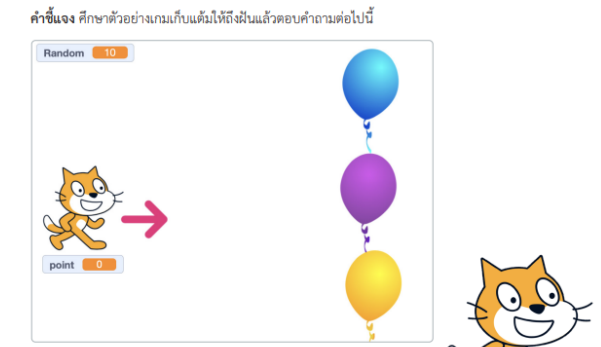 คำชี้แจง ศึกษาตัวอย่างเกมเก็บแต้มให้ถึงฝันแล้วตอบคำถามต่อไปนี้
Random 10
point 0